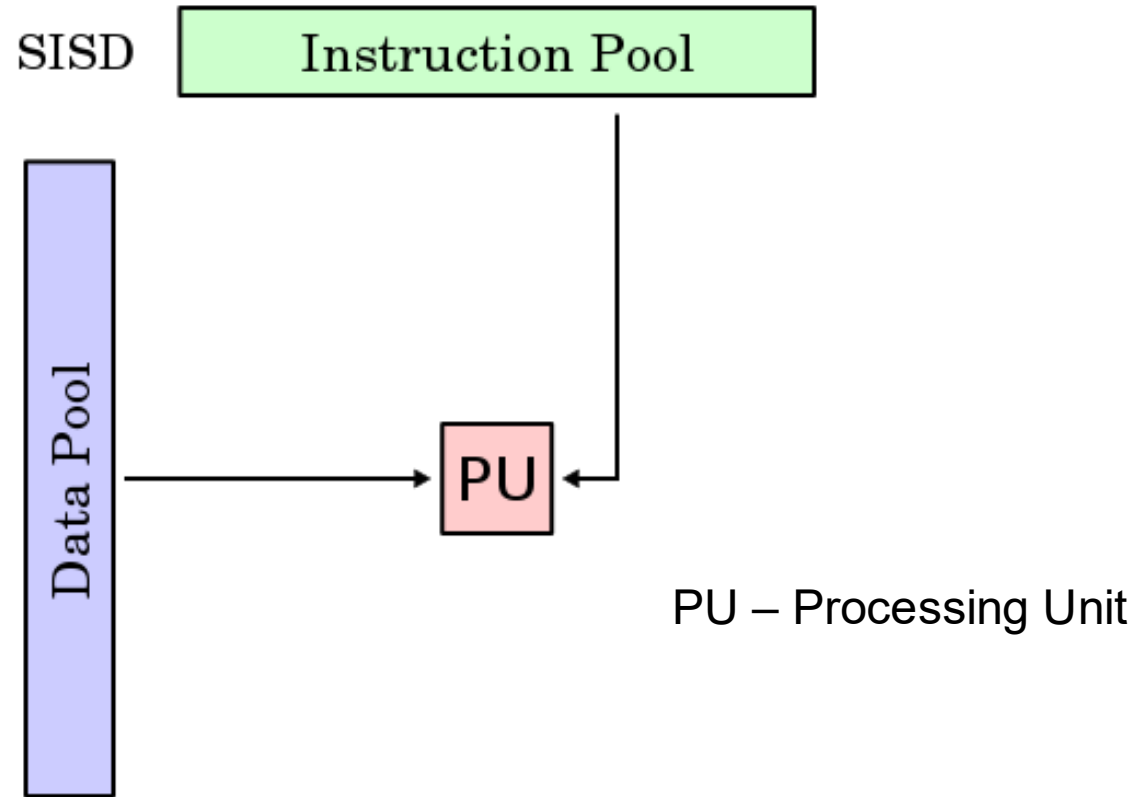 SISD
Instruction Pool
Data Pool
PU
PU – Processing Unit